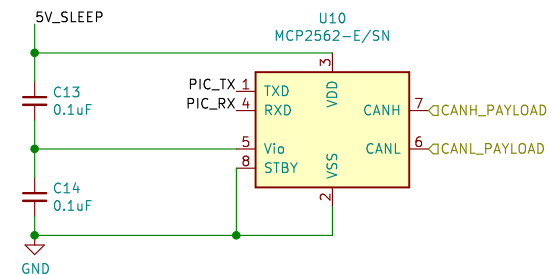 5V_SLEEP
U10
MCP2562-E/SN
C13
0.1uF
C14
0.1uF
GND
PIC_TX 1 TXD
PIC_RX 4 RXD
5 Vio
8 STBY
3 VDD
2 VSS
CANH 7 CANH_PAYLOAD
CANL 6 CANL_PAYLOAD